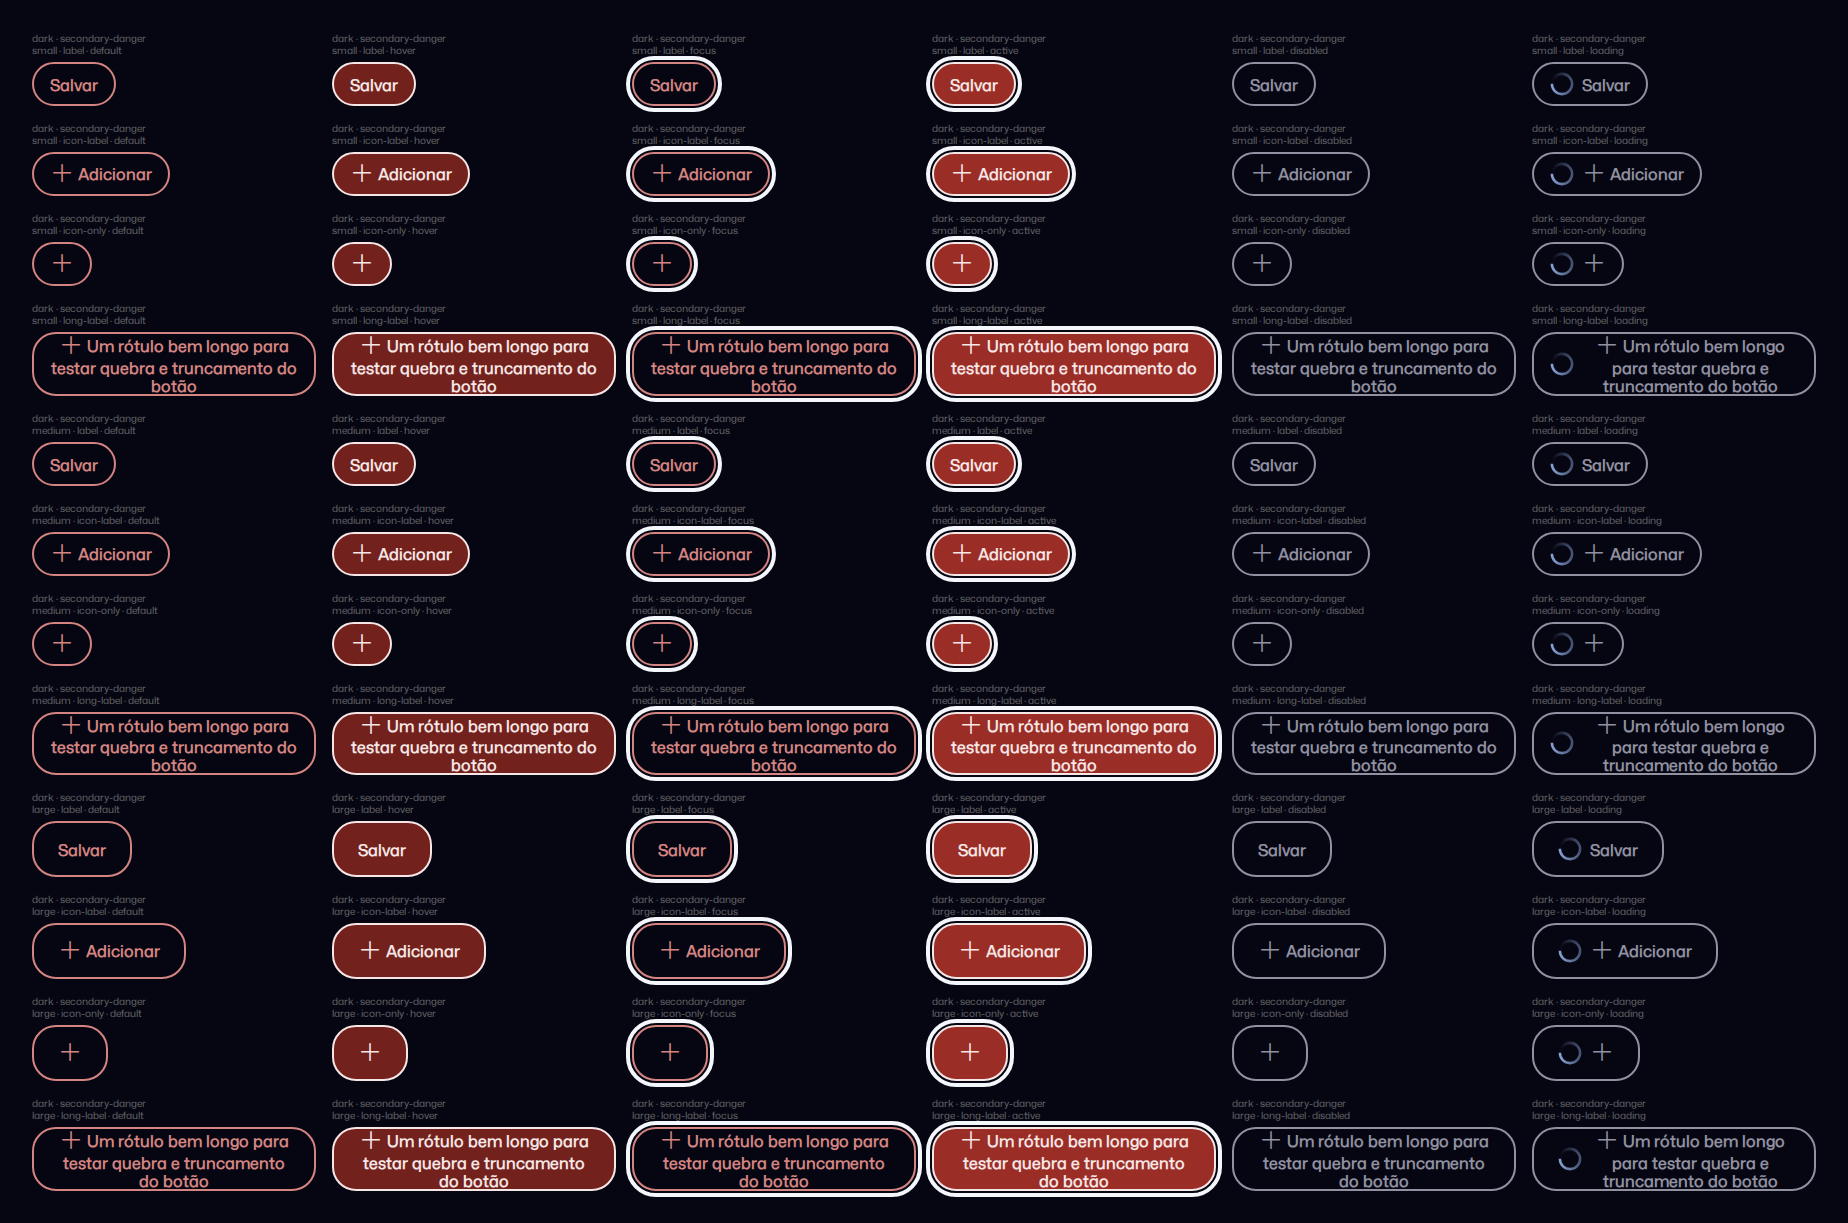 dark · secondary-danger
small · label · default
Salvar
dark · secondary-danger
small · label · hover
Salvar
dark · secondary-danger
small · label · focus
Salvar
dark · secondary-danger
small · label · active
Salvar
dark · secondary-danger
small · label · disabled
Salvar
dark · secondary-danger
small · label · loading
Salvar
dark · secondary-danger
small · icon-label · default
Adicionar
dark · secondary-danger
small · icon-label · hover
Adicionar
dark · secondary-danger
small · icon-label · focus
Adicionar
dark · secondary-danger
small · icon-label · active
Adicionar
dark · secondary-danger
small · icon-label · disabled
Adicionar
dark · secondary-danger
small · icon-label · loading
Adicionar
dark · secondary-danger
small · icon-only · default
dark · secondary-danger
small · icon-only · hover
dark · secondary-danger
small · icon-only · focus
dark · secondary-danger
small · icon-only · active
dark · secondary-danger
small · icon-only · disabled
dark · secondary-danger
small · icon-only · loading
dark · secondary-danger
small · long-label · default
Um rótulo bem longo para
testar quebra e truncamento do
botão
dark · secondary-danger
small · long-label · hover
Um rótulo bem longo para
testar quebra e truncamento do
botão
dark · secondary-danger
small · long-label · focus
Um rótulo bem longo para
testar quebra e truncamento do
botão
dark · secondary-danger
small · long-label · active
Um rótulo bem longo para
testar quebra e truncamento do
botão
dark · secondary-danger
small · long-label · disabled
Um rótulo bem longo para
testar quebra e truncamento do
botão
dark · secondary-danger
small · long-label · loading
Um rótulo bem longo
para testar quebra e
truncamento do botão
dark · secondary-danger
medium · label · default
Salvar
dark · secondary-danger
medium · label · hover
Salvar
dark · secondary-danger
medium · label · focus
Salvar
dark · secondary-danger
medium · label · active
Salvar
dark · secondary-danger
medium · label · disabled
Salvar
dark · secondary-danger
medium · label · loading
Salvar
dark · secondary-danger
medium · icon-label · default
Adicionar
dark · secondary-danger
medium · icon-label · hover
Adicionar
dark · secondary-danger
medium · icon-label · focus
Adicionar
dark · secondary-danger
medium · icon-label · active
Adicionar
dark · secondary-danger
medium · icon-label · disabled
Adicionar
dark · secondary-danger
medium · icon-label · loading
Adicionar
dark · secondary-danger
medium · icon-only · default
dark · secondary-danger
medium · icon-only · hover
dark · secondary-danger
medium · icon-only · focus
dark · secondary-danger
medium · icon-only · active
dark · secondary-danger
medium · icon-only · disabled
dark · secondary-danger
medium · icon-only · loading
dark · secondary-danger
medium · long-label · default
Um rótulo bem longo para
testar quebra e truncamento do
botão
dark · secondary-danger
medium · long-label · hover
Um rótulo bem longo para
testar quebra e truncamento do
botão
dark · secondary-danger
medium · long-label · focus
Um rótulo bem longo para
testar quebra e truncamento do
botão
dark · secondary-danger
medium · long-label · active
Um rótulo bem longo para
testar quebra e truncamento do
botão
dark · secondary-danger
medium · long-label · disabled
Um rótulo bem longo para
testar quebra e truncamento do
botão
dark · secondary-danger
medium · long-label · loading
Um rótulo bem longo
para testar quebra e
truncamento do botão
dark · secondary-danger
large · label · default
Salvar
dark · secondary-danger
large · label · hover
Salvar
dark · secondary-danger
large · label · focus
Salvar
dark · secondary-danger
large · label · active
Salvar
dark · secondary-danger
large · label · disabled
Salvar
dark · secondary-danger
large · label · loading
Salvar
dark · secondary-danger
large · icon-label · default
Adicionar
dark · secondary-danger
large · icon-label · hover
Adicionar
dark · secondary-danger
large · icon-label · focus
Adicionar
dark · secondary-danger
large · icon-label · active
Adicionar
dark · secondary-danger
large · icon-label · disabled
Adicionar
dark · secondary-danger
large · icon-label · loading
Adicionar
dark · secondary-danger
large · icon-only · default
dark · secondary-danger
large · icon-only · hover
dark · secondary-danger
large · icon-only · focus
dark · secondary-danger
large · icon-only · active
dark · secondary-danger
large · icon-only · disabled
dark · secondary-danger
large · icon-only · loading
dark · secondary-danger
large · long-label · default
Um rótulo bem longo para
testar quebra e truncamento
do botão
dark · secondary-danger
large · long-label · hover
Um rótulo bem longo para
testar quebra e truncamento
do botão
dark · secondary-danger
large · long-label · focus
Um rótulo bem longo para
testar quebra e truncamento
do botão
dark · secondary-danger
large · long-label · active
Um rótulo bem longo para
testar quebra e truncamento
do botão
dark · secondary-danger
large · long-label · disabled
Um rótulo bem longo para
testar quebra e truncamento
do botão
dark · secondary-danger
large · long-label · loading
Um rótulo bem longo
para testar quebra e
truncamento do botão